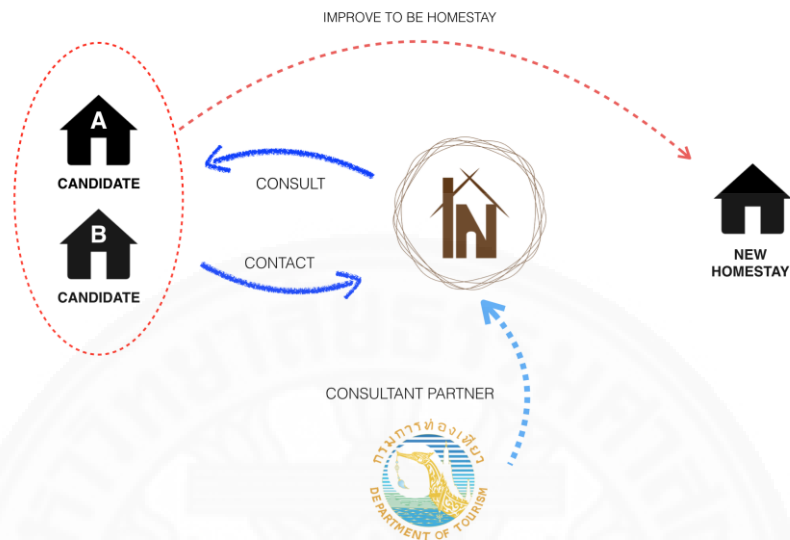 IMPROVE TO BE HOMESTAY
A
CANDIDATE
CONSULT
B
CANDIDATE
CONTACT
IN
NEW
HOMESTAY
CONSULTANT PARTNER
กรมการท่องเที่ยว
DEPARTMENT OF TOURISM